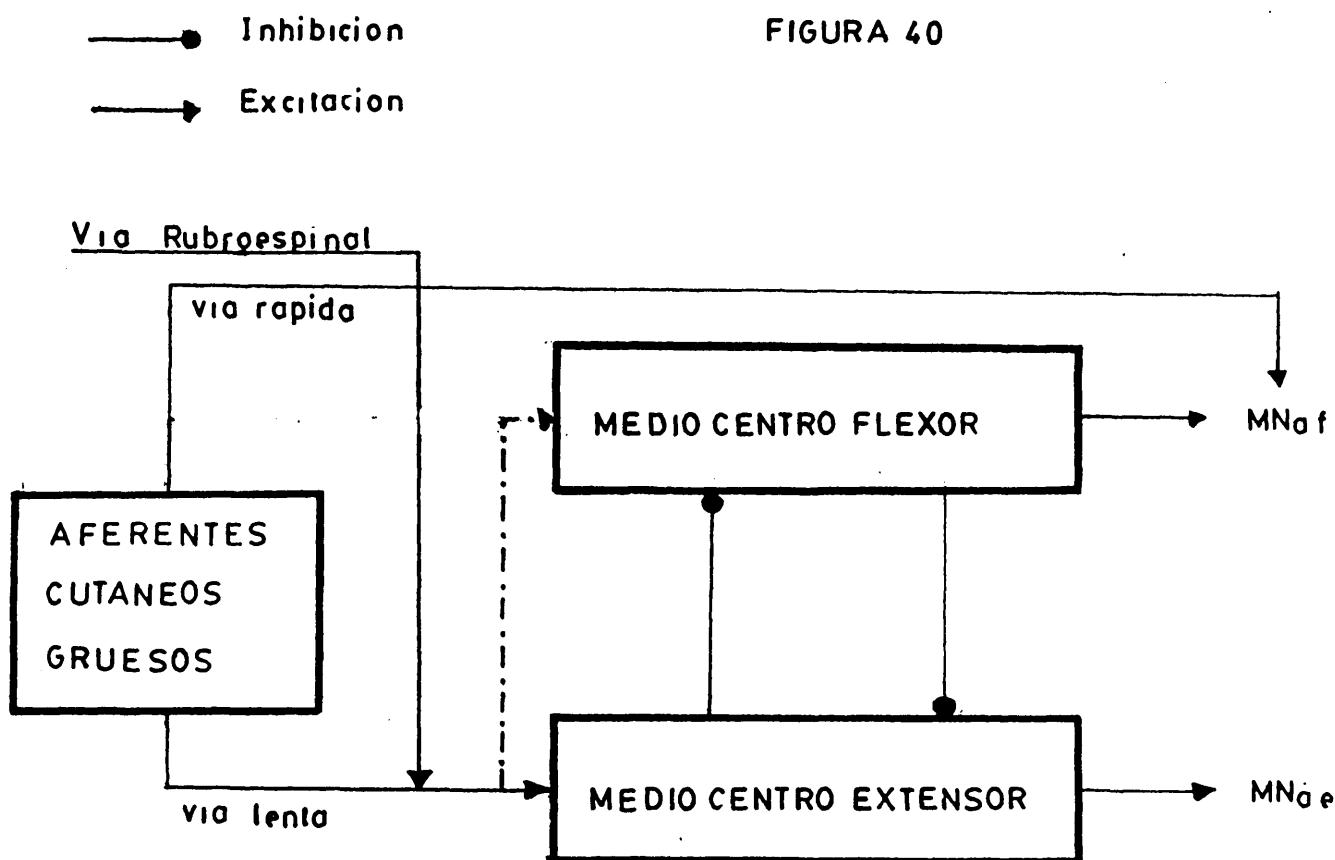 Inhibicion
FIGURA 40
Excitacion
Via Rubroespinal
via rapida
MEDIO CENTRO FLEXOR
MNaf
AFERENTES
CUTANEOS
GRUESOS
via lenta
MEDIO CENTRO EXTENSOR
MNae